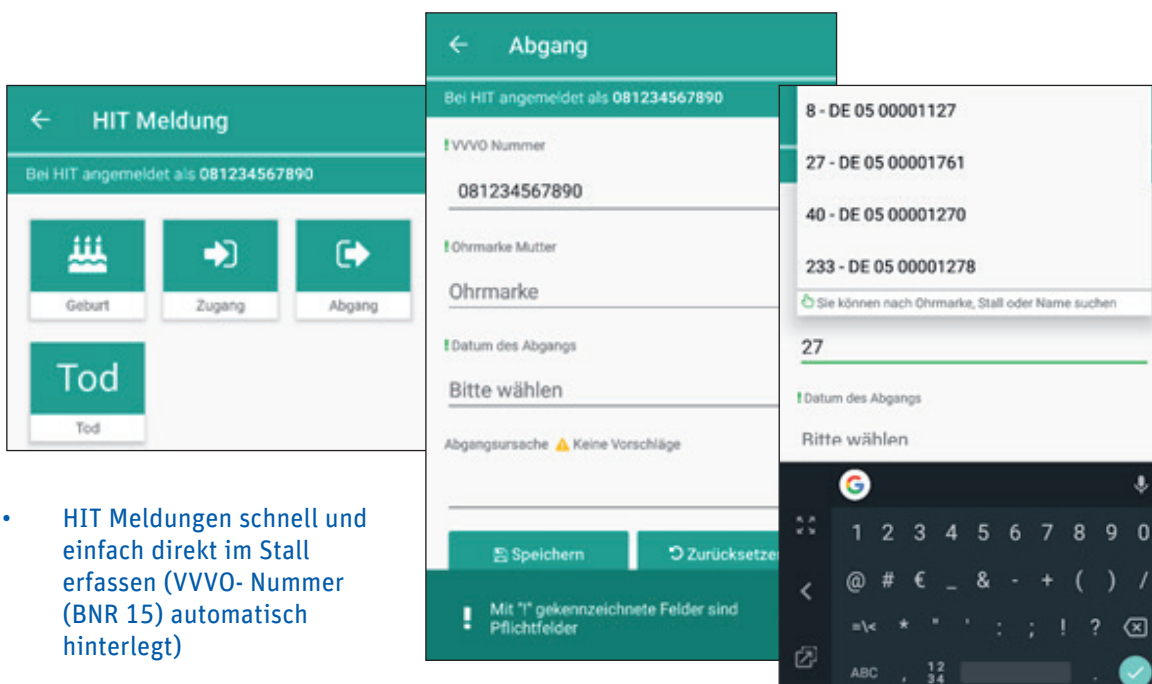 HIT Meldung
Bei HIT angemeldet als 081234567890
Geburt
Zugang
Abgang
Tod
Tod
• HIT Meldungen schnell und
einfach direkt im Stall
erfassen (VVVO- Nummer
(BNR 15) automatisch
hinterlegt)
Abgang
Bei HIT angemeldet als 081234567890
! VVVO Nummer
081234567890
! Ohrmarke Mutter
Ohrmarke
! Datum des Abgangs
Bitte wählen
Abgangsursache Keine Vorschläge
Speichern
Zurücksetze
! Mit "!" gekennzeichnete Felder sind
Pflichtfelder
8 - DE 05 00001127
27 - DE 05 00001761
40 - DE 05 00001270
233 - DE 05 00001278
Sie können nach Ohrmarke, Stall oder Name suchen
27
! Datum des Abgangs
Bitte wählen
G
1 2 3 4 5 6 7 8 9 0
@ # € _ & - + ( ) /
=\< * " ' : ; ! ?
ABC , 12 .
34